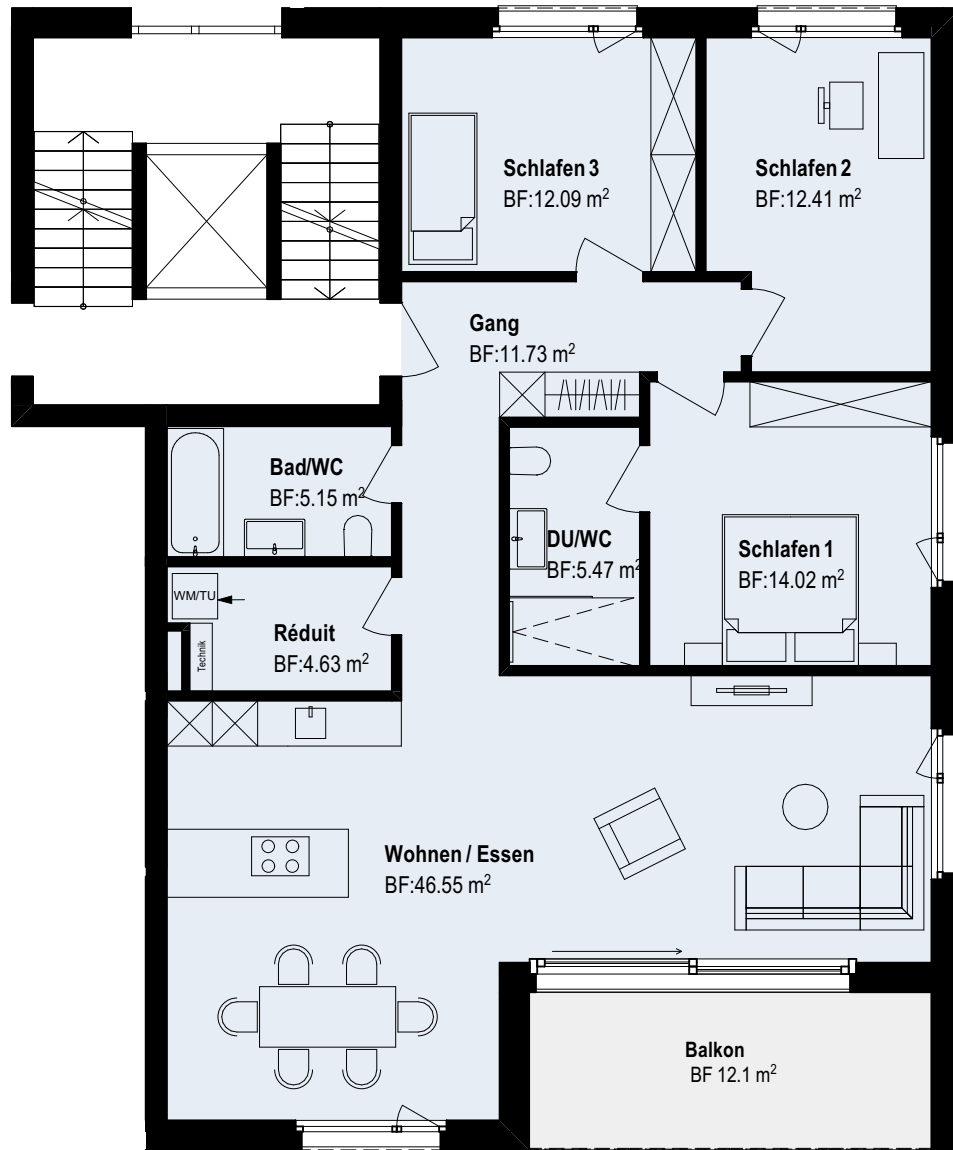 Schlafen 3
BF:12.09 m²
Schlafen 2
BF:12.41 m²
Gang
BF:11.73 m²
Bad/WC
BF:5.15 m²
DU/WC
BF:5.47 m²
Schlafen 1
BF:14.02 m²
WM/TU
Réduit
BF:4.63 m²
Technik
Wohnen / Essen
BF:46.55 m²
Balkon
BF 12.1 m²